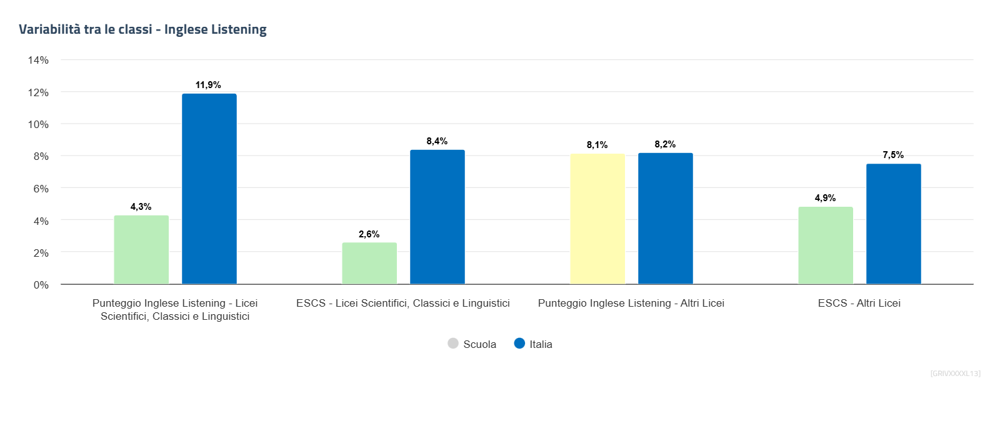 Variabilità tra le classi - Inglese Listening
14%
12%
10%
8%
6%
4%
2%
0%
4,3%
11,9%
2,6%
8,4%
8,1%
8,2%
4,9%
7,5%
Punteggio Inglese Listening - Licei
Scientifici, Classici e Linguistici
ESCS - Licei Scientifici, Classici e Linguistici
Punteggio Inglese Listening - Altri Licei
ESCS - Altri Licei
Scuola
Italia
[GRIVXXXXL13]